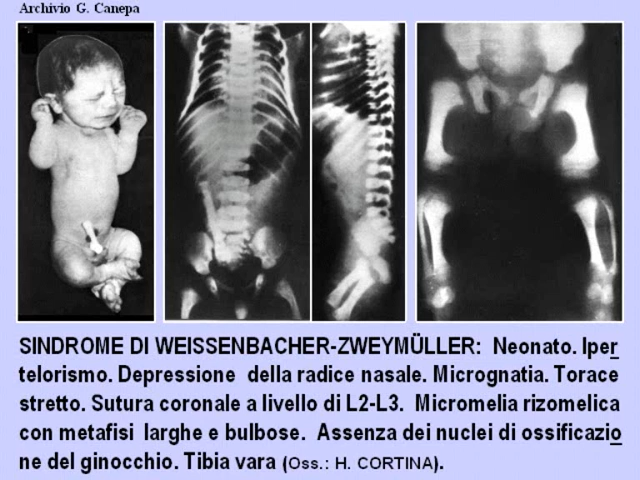 Archivio G. Canepa
SINDROME DI WEISSENBACHER-ZWEYMÜLLER: Neonato. Iper
telorismo. Depressione della radice nasale. Micrognatia. Torace
stretto. Sutura coronale a livello di L2-L3. Micromelia rizomelica
con metafisi larghe e bulbose. Assenza dei nuclei di ossificazio
ne del ginocchio. Tibia vara (Oss.: H. CORTINA).